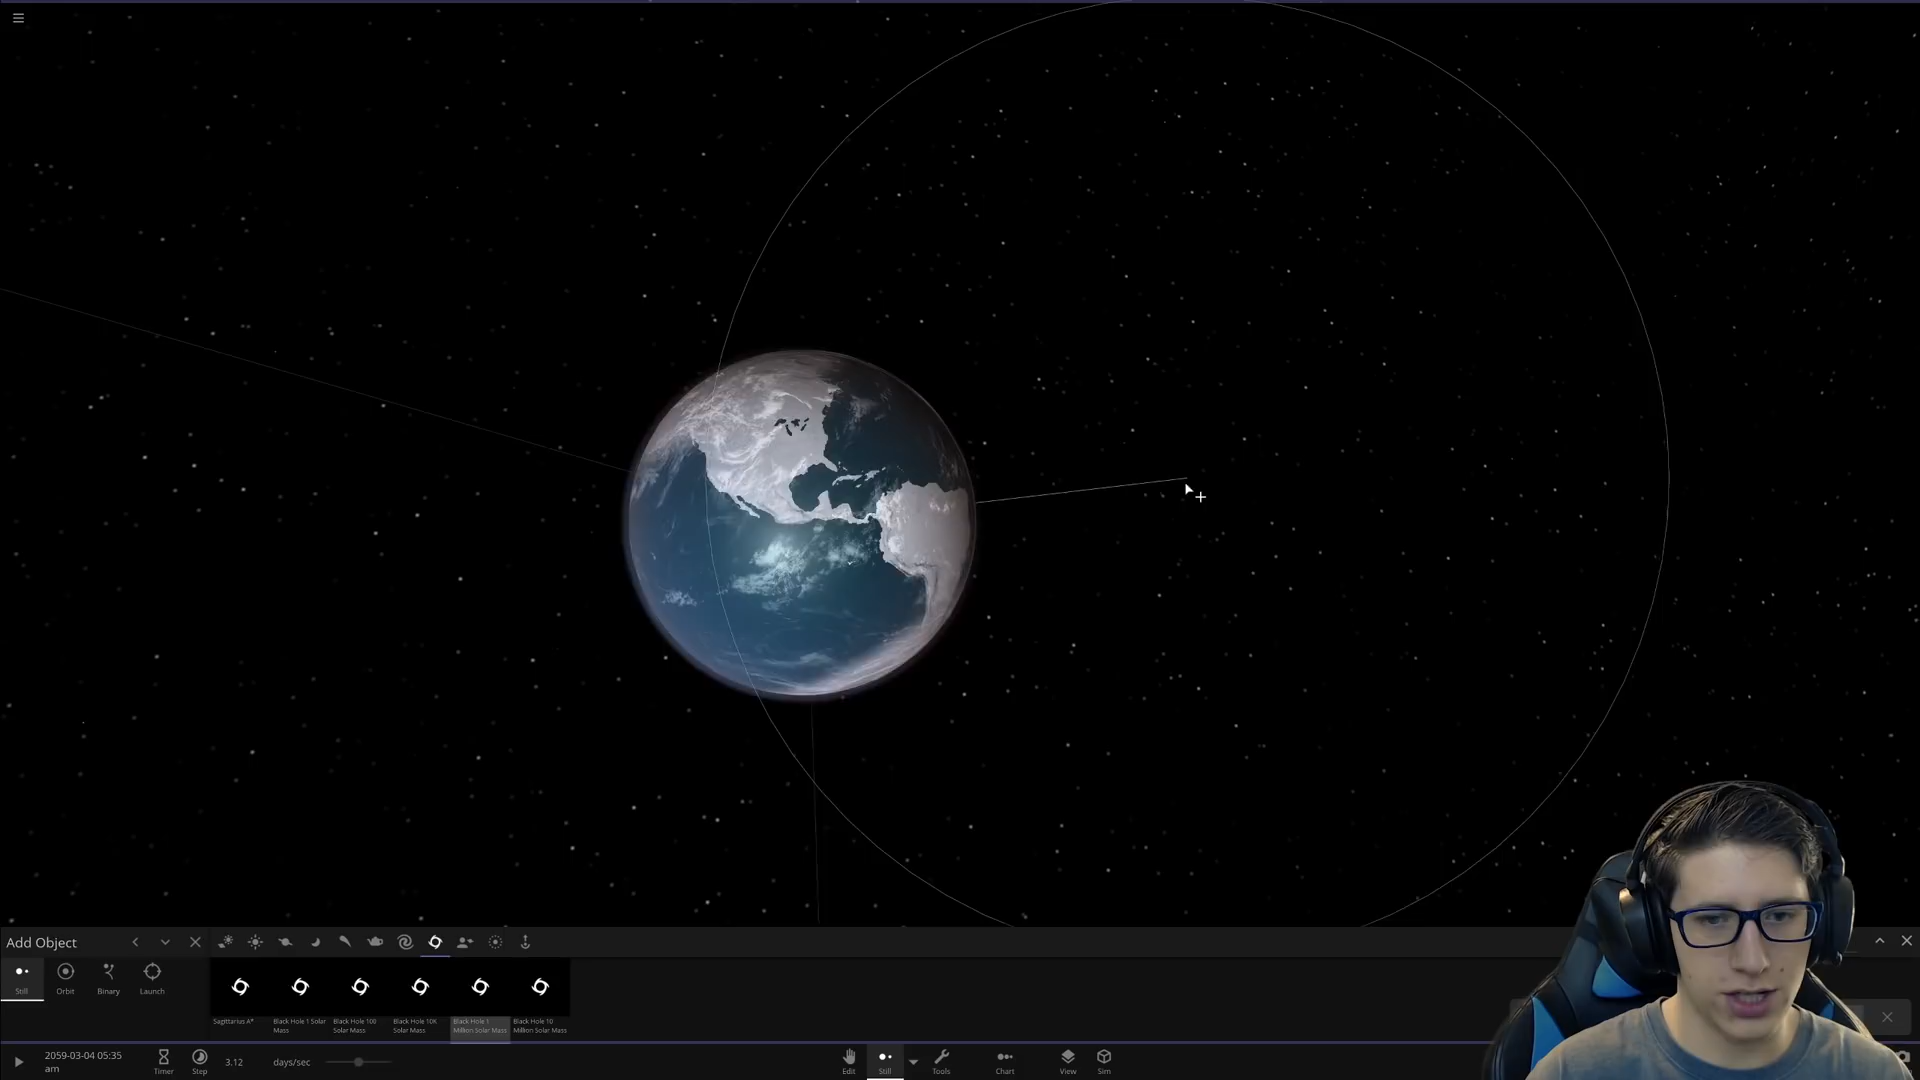 Add Object
Still
Orbit
Binary
Launch
Sagittarius A*
Black Hole 1 Solar
Mass
Black Hole 100
Solar Mass
Black Hole 10K
Solar Mass
Black Hole 1
Million Solar Mass
Black Hole 10
Million Solar Mass
2059-03-04 05:35
am
Timer
Step
3.12
days/sec
Edit
Still
Tools
Chart
View
Sim